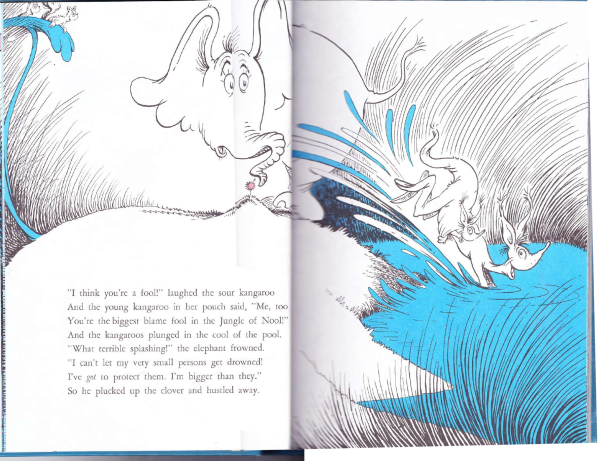 "I think you're a fool!" laughed the sour kangaroo
And the young kangaroo in her pouch said, "Me, too
You're the biggest blame fool in the Jungle of Nool!"
And the kangaroos plunged in the cool of the pool.
"What terrible splashing!" the elephant frowned.
"I can't let my very small persons get drowned!
I've got to protect them. I'm bigger than they."
So he plucked up the clover and hustled away.